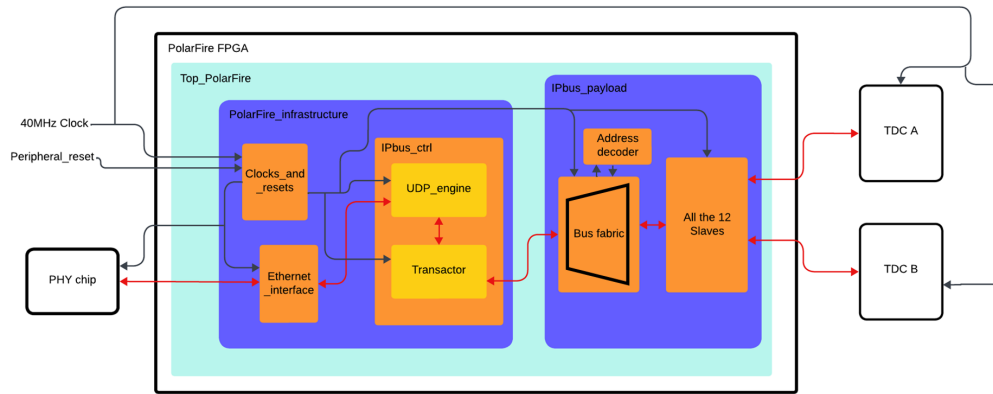 PolarFire FPGA
Top_PolarFire
IPbus_payload
PolarFire_infrastructure
40MHz Clock
Peripheral_reset
Clocks_and
_resets
IPbus_ctrl
UDP_engine
Transactor
Ethernet
_interface
PHY chip
Address
decoder
Bus fabric
All the 12
Slaves
TDC A
TDC B